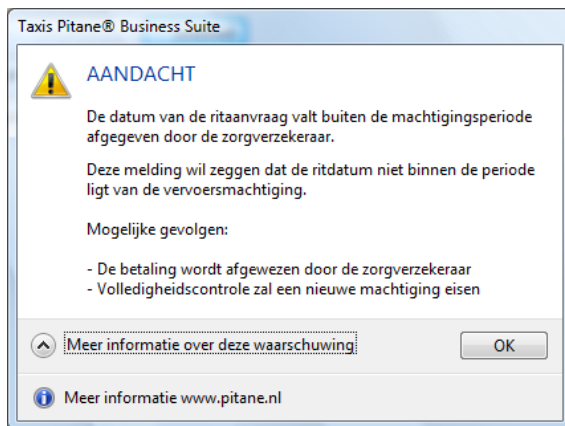 Taxis Pitane® Business Suite
AANDACHT
De datum van de ritaanvraag valt buiten de machtigingsperiode
afgegeven door de zorgverzekeraar.
Deze melding wil zeggen dat de ritdatum niet binnen de periode
ligt van de vervoersmachtiging.
Mogelijke gevolgen:
- De betaling wordt afgewezen door de zorgverzekeraar
- Volledigheidscontrole zal een nieuwe machtiging eisen
Meer informatie over deze waarschuwing
OK
Meer informatie www.pitane.nl